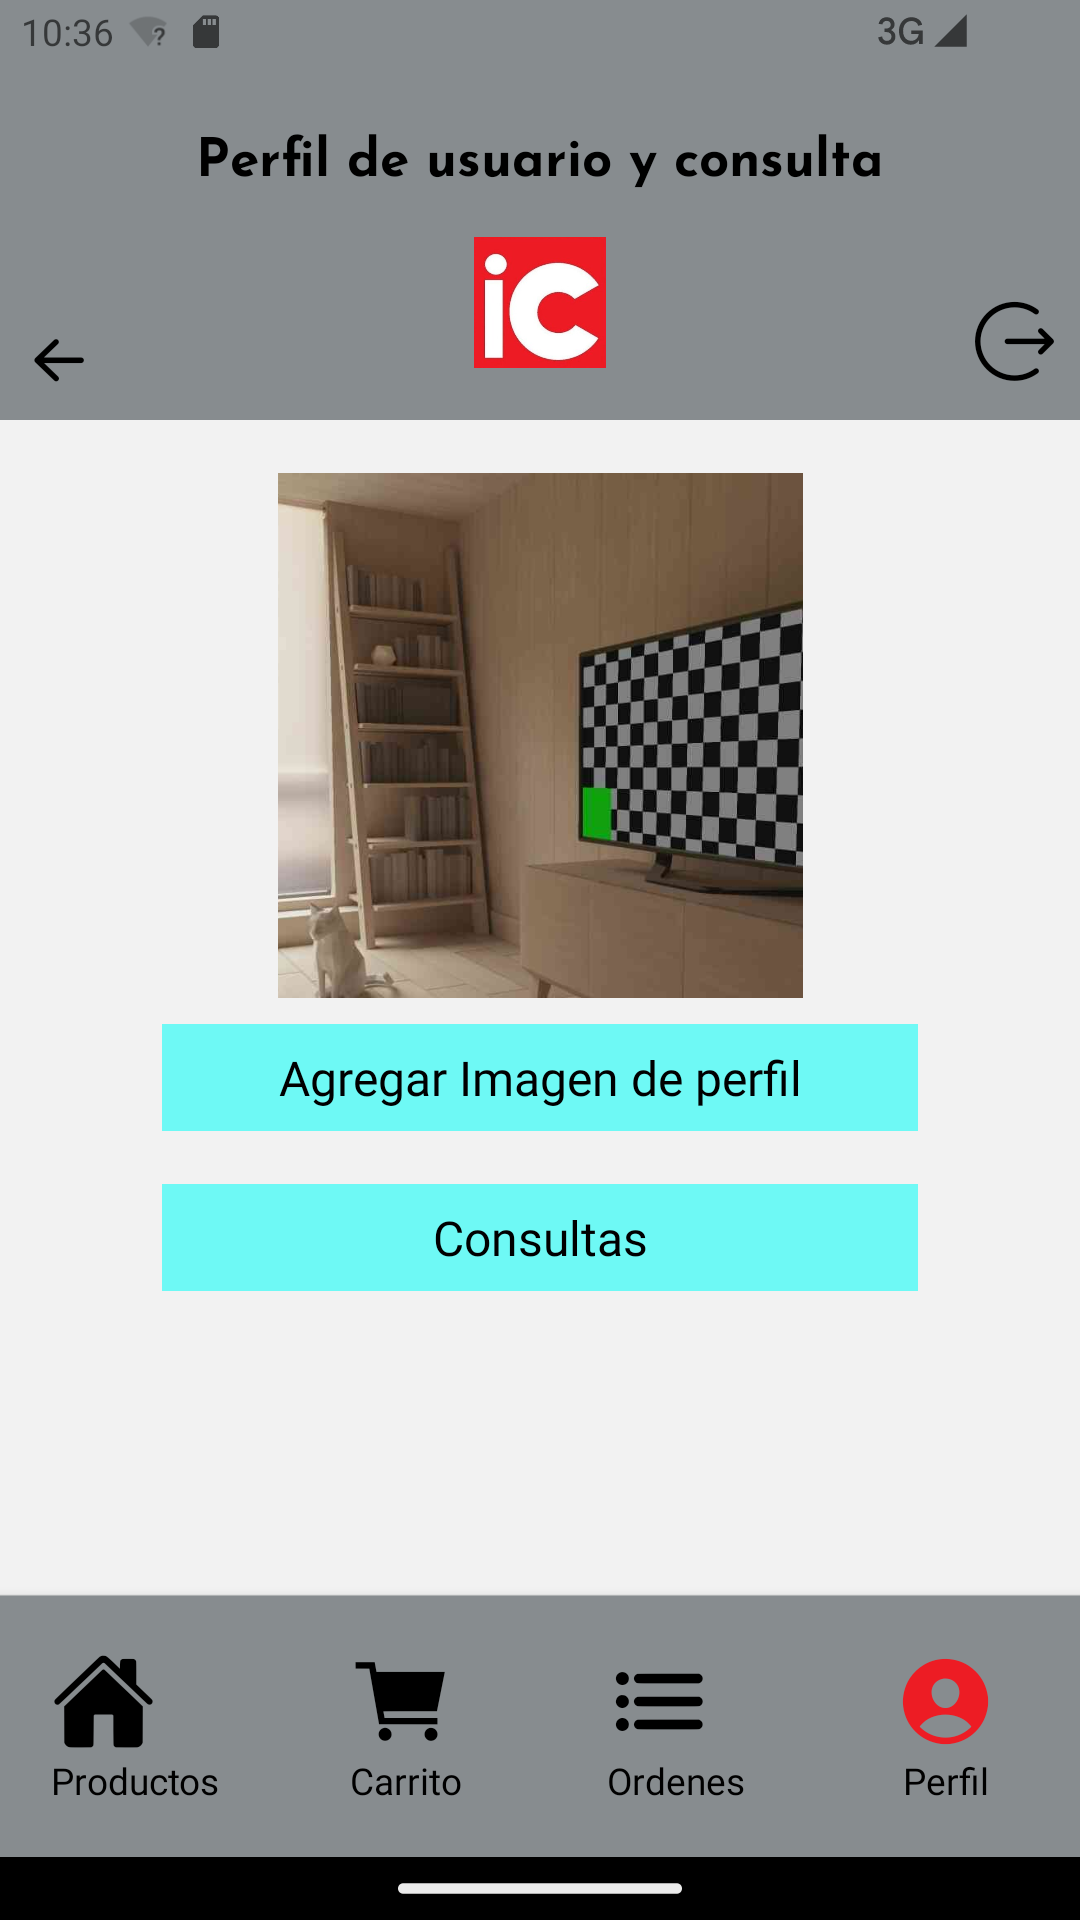 10:36
3G
Perfil de usuario y consulta
iC
Agregar Imagen de perfil
Consultas
Productos
Carrito
Ordenes
Perfil